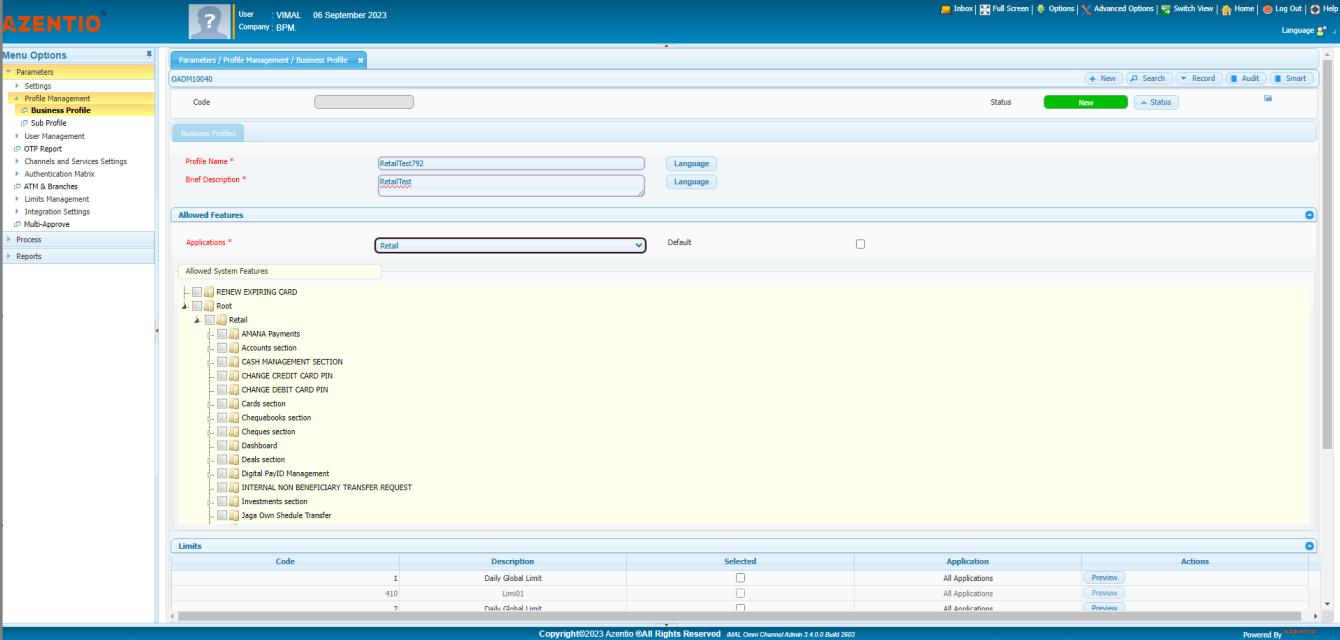 AZENTIO™
User : VIMAL 06 September 2023
Company : BPM.
Inbox | Full Screen | Options | Advanced Options | Switch View | Home | Log Out | Help
Language
Menu Options
Parameters
Settings
Profile Management
Business Profile
Sub Profile
User Management
OTP Report
Channels and Services Settings
Authentication Matrix
ATM & Branches
Limits Management
Integration Settings
Multi-Approve
Process
Reports
Parameters / Profile Management / Business Profile
OADM10040
New Search Record Audit Smart
Code Status New Status
Business Profiles
Profile Name * RetailTest792 Language
Brief Description * RetailTest Language
Allowed Features
Applications * Retail Default
Allowed System Features
RENEW EXPIRING CARD
Root
Retail
AMANA Payments
Accounts section
CASH MANAGEMENT SECTION
CHANGE CREDIT CARD PIN
CHANGE DEBIT CARD PIN
Cards section
Chequebooks section
Cheques section
Dashboard
Deals section
Digital PayID Management
INTERNAL NON BENEFICIARY TRANSFER REQUEST
Investments section
Jaga Own Shedule Transfer
Limits
Code Description Selected Application Actions
1 Daily Global Limit All Applications Preview
410 Limi01 All Applications Preview
2 Daily Global Limit All Applications Preview
Copyright©2023 Azentio ®All Rights Reserved IMAL Omni Channel Admin 3.4.0.0 Build 2603
Powered By AZENTIO